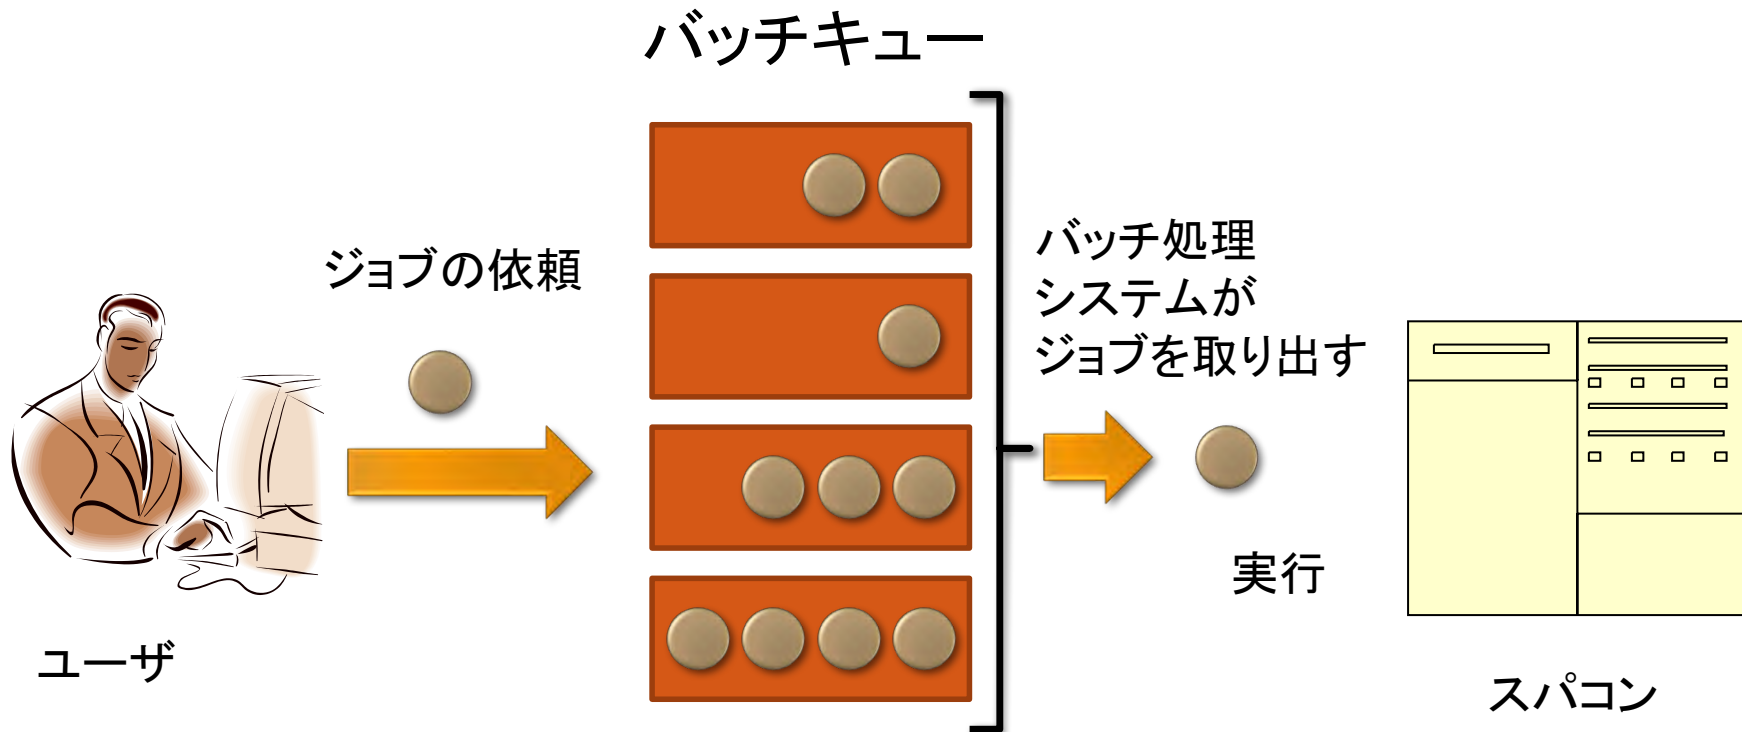 バッチキュー
ジョブの依頼
バッチ処理
システムが
ジョブを取り出す
実行
ユーザ
スパコン